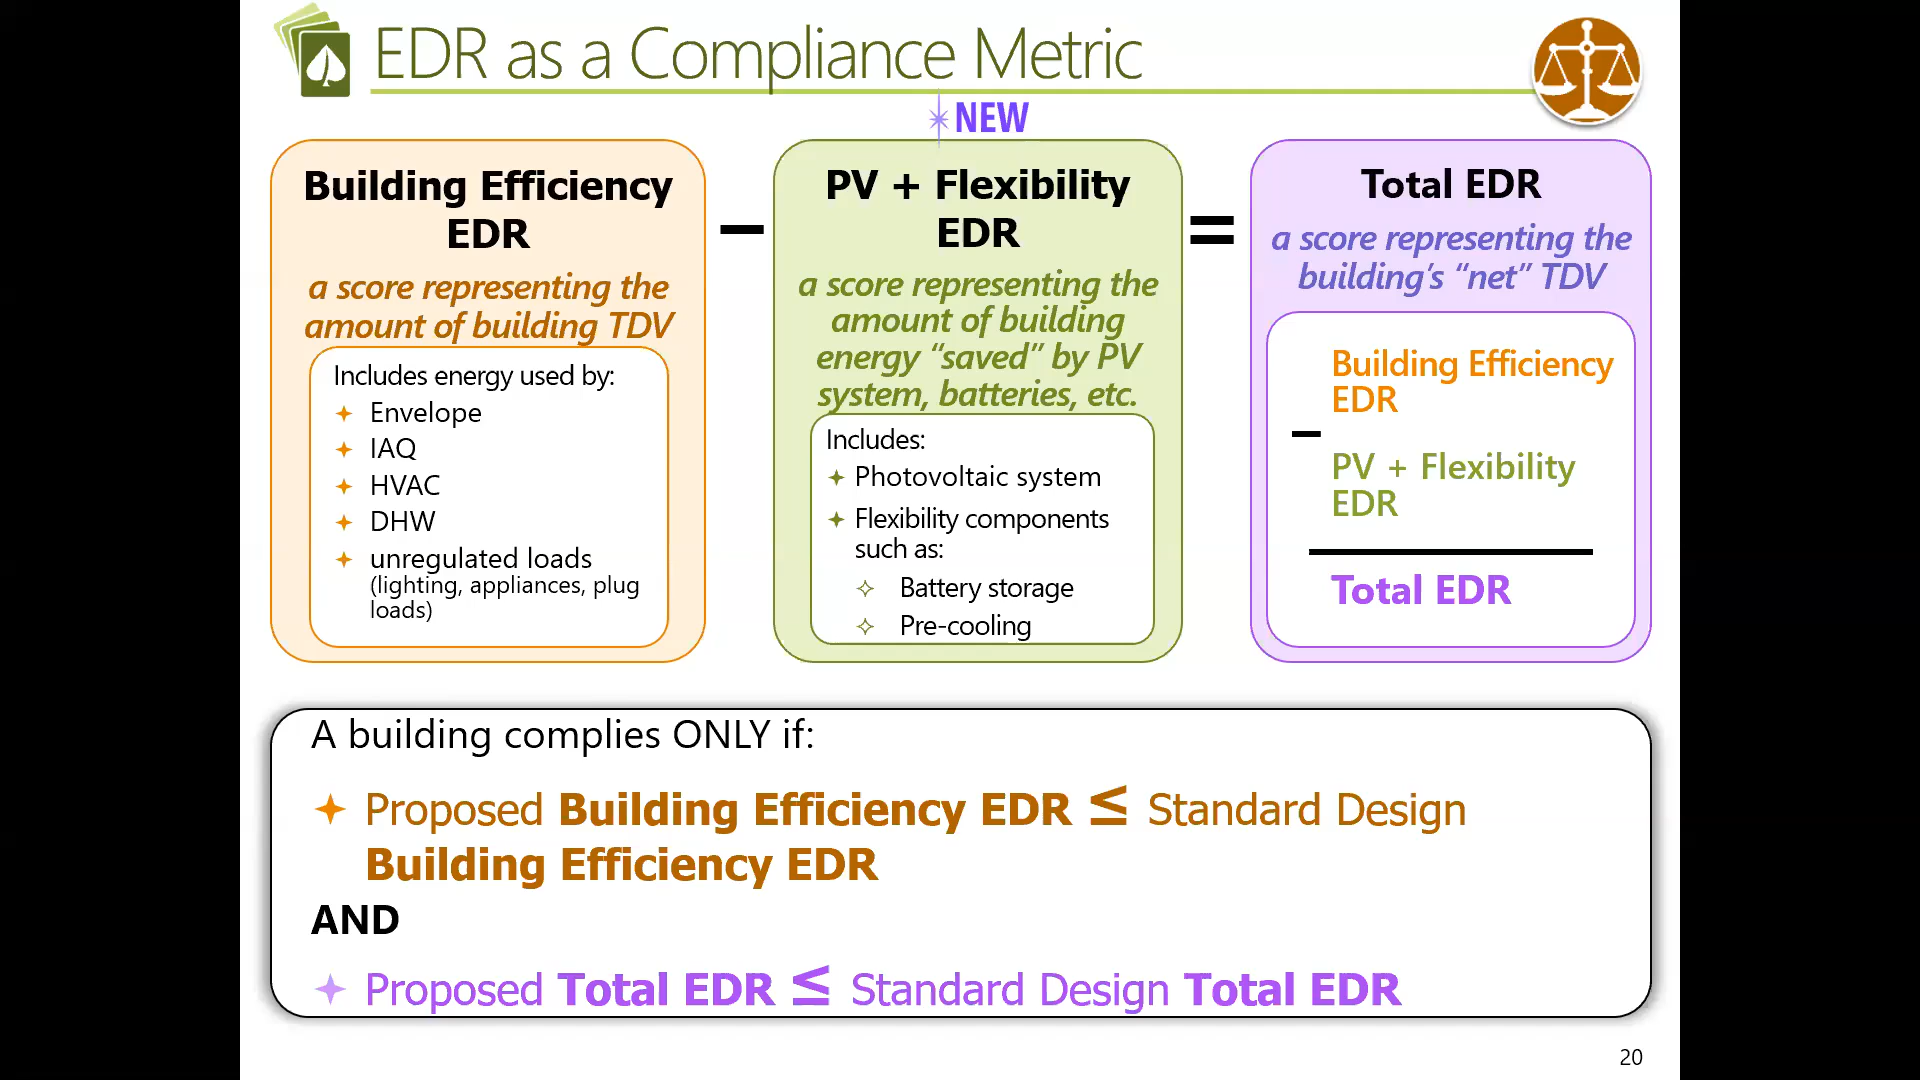 EDR as a Compliance Metric
NEW
Building Efficiency
EDR
a score representing the
amount of building TDV
Includes energy used by:
Envelope
IAQ
HVAC
DHW
unregulated loads
(lighting, appliances, plug
loads)
–
PV + Flexibility
EDR
a score representing the
amount of building
energy “saved” by PV
system, batteries, etc.
Includes:
Photovoltaic system
Flexibility components
such as:
Battery storage
Pre-cooling
=
Total EDR
a score representing the
building’s “net” TDV
Building Efficiency
EDR
–
PV + Flexibility
EDR
Total EDR
A building complies ONLY if:
Proposed Building Efficiency EDR ≤ Standard Design
Building Efficiency EDR
AND
Proposed Total EDR ≤ Standard Design Total EDR
20